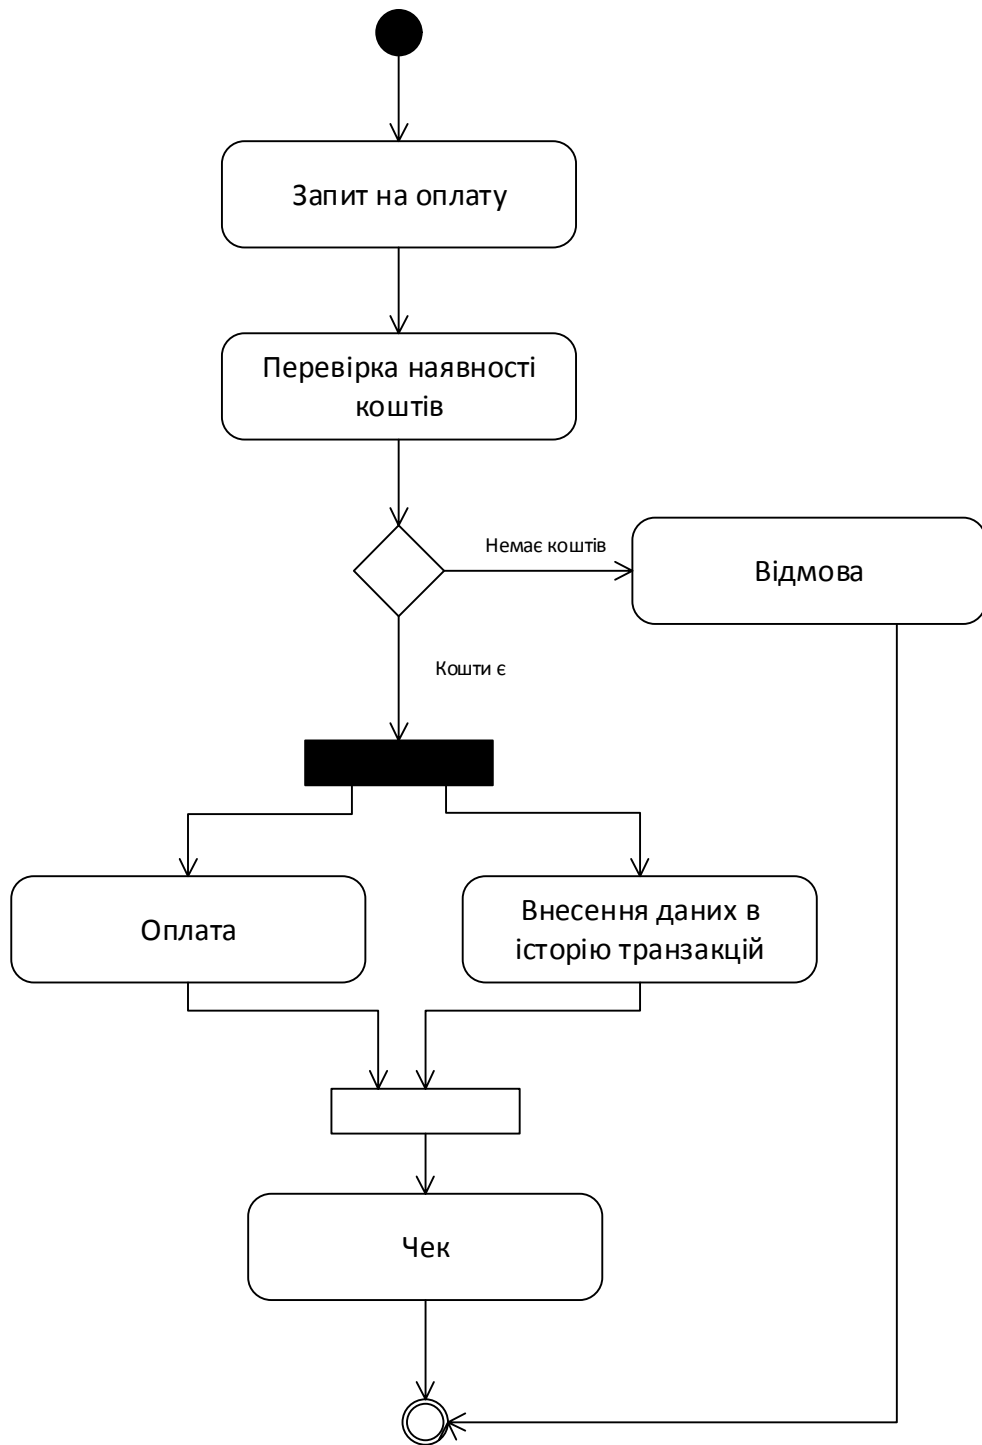 Запит на оплату
Перевірка наявності
коштів
Немає коштів
Відмова
Кошти є
Оплата
Внесення даних в
історію транзакцій
Чек